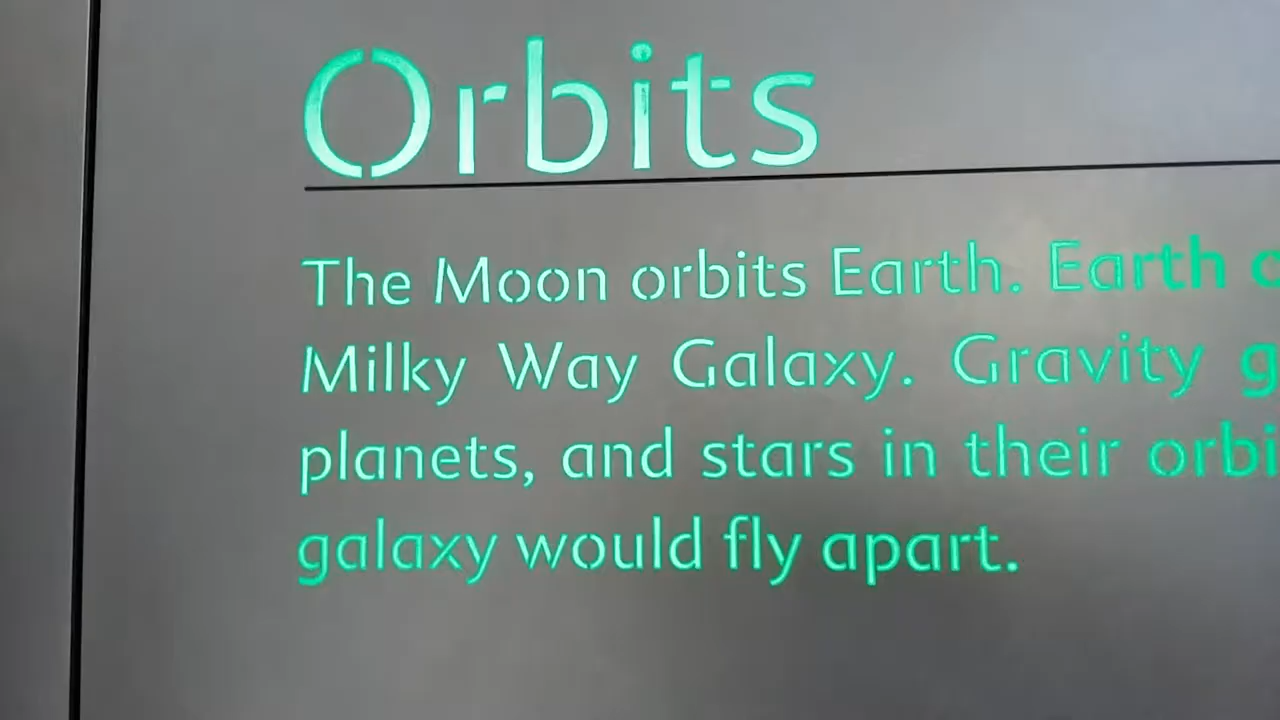 Orbits
The Moon orbits Earth. Earth
Milky Way Galaxy. Gravity
planets, and stars in their
galaxy would fly apart.